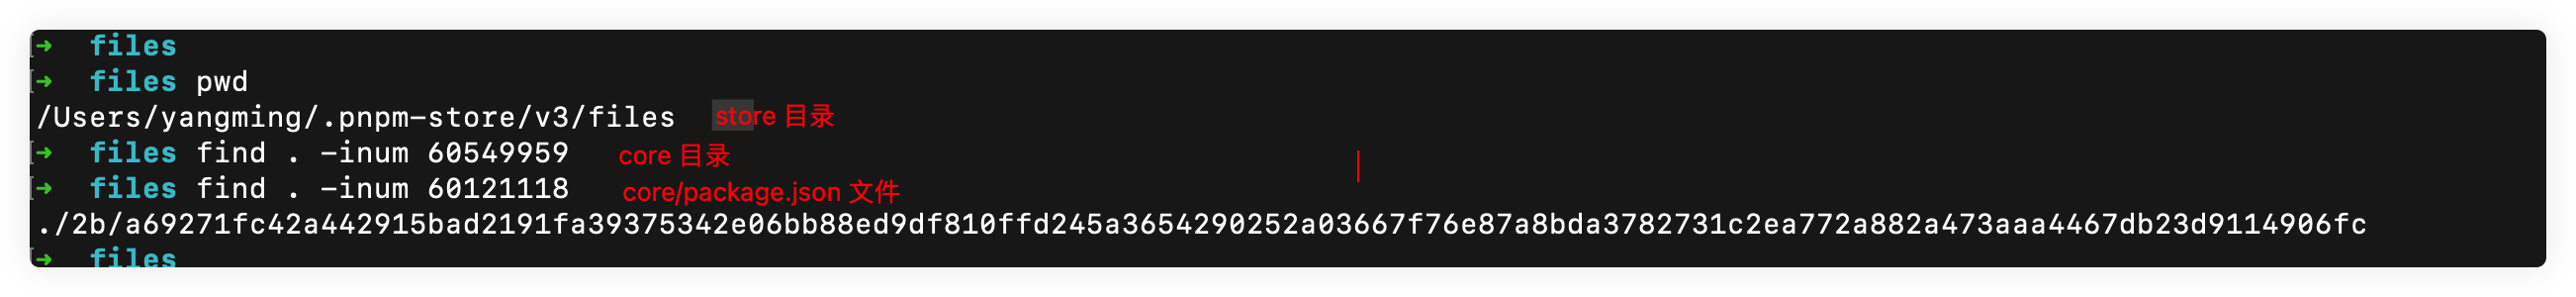 ➜ files
➜ files pwd
/Users/yangming/.pnpm-store/v3/files store 目录
➜ files find . -inum 60549959 core 目录
➜ files find . -inum 60121118 core/package.json 文件
./2b/a69271fc42a442915bad2191fa39375342e06bb88ed9df810ffd245a3654290252a03667f76e87a8bda3782731c2ea772a882a473aaa4467db23d9114906fc
➜ files